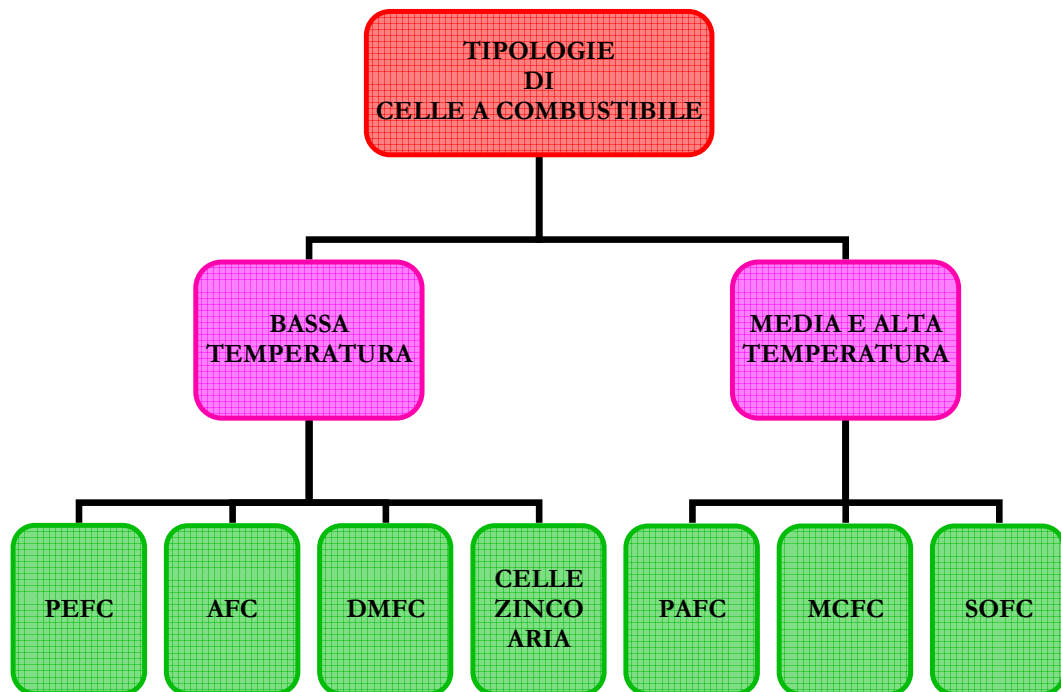 TIPOLOGIE
DI
CELLE A COMBUSTIBILE
BASSA
TEMPERATURA
MEDIA E ALTA
TEMPERATURA
PEFC
AFC
DMFC
CELLE
ZINCO
ARIA
PAFC
MCFC
SOFC